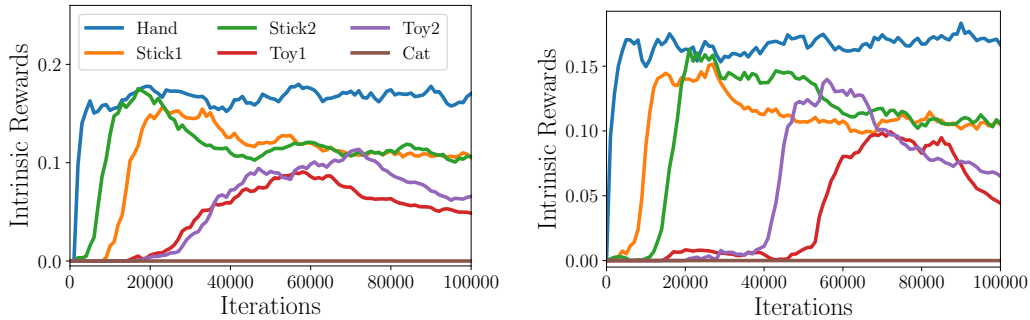 Hand Stick2 Toy2
Stick1 Toy1 Cat
Intrinsic Rewards
0.2
0.1
0.0
0 20000 40000 60000 80000 100000
Iterations
Intrinsic Rewards
0.15
0.10
0.05
0.00
0 20000 40000 60000 80000 100000
Iterations